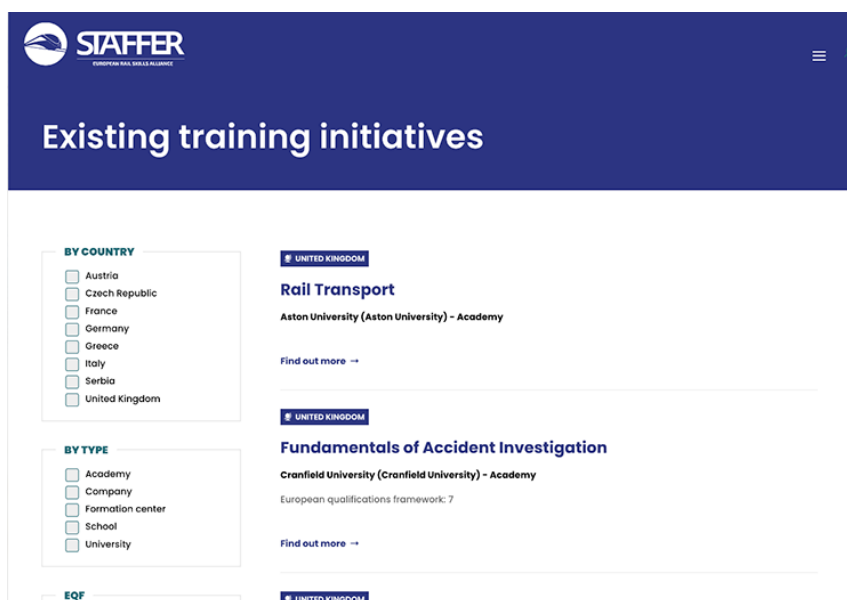 STAFFER
EUROPEAN RAIL SKILLS ALLIANCE
Existing training initiatives
BY COUNTRY
Austria
Czech Republic
France
Germany
Greece
Italy
Serbia
United Kingdom
BY TYPE
Academy
Company
Formation center
School
University
EQF
UNITED KINGDOM
Rail Transport
Aston University (Aston University) - Academy
Find out more →
UNITED KINGDOM
Fundamentals of Accident Investigation
Cranfield University (Cranfield University) - Academy
European qualifications framework: 7
Find out more →
UNITED KINGDOM